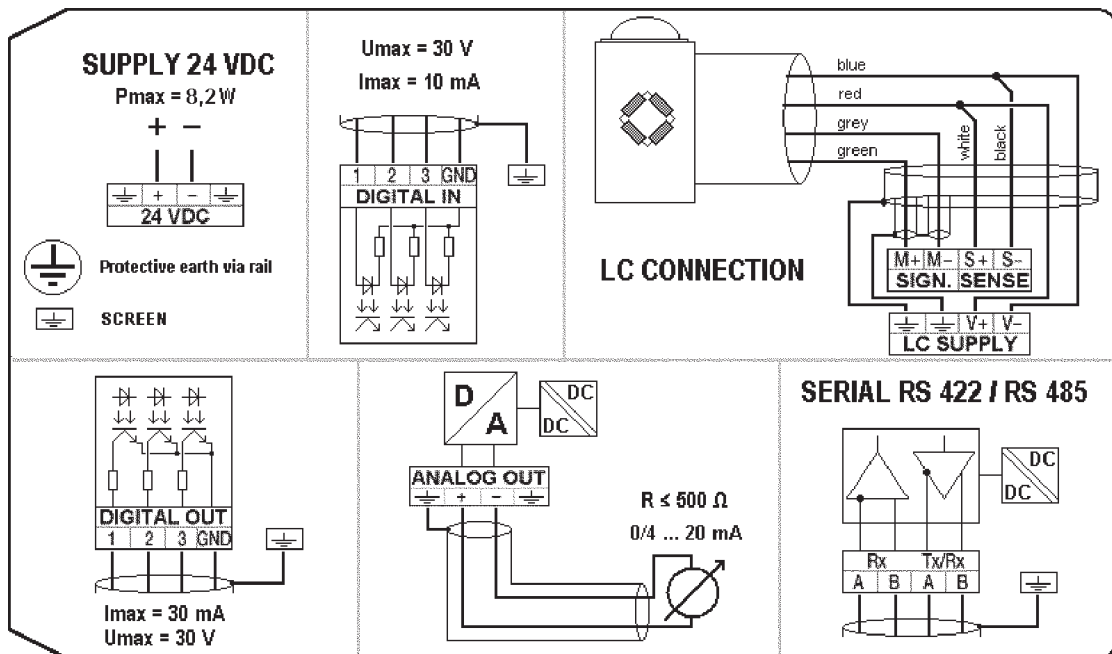 SUPPLY 24 VDC
Pmax = 8,2 W
+ −
+ −
24 VDC
Protective earth via rail
SCREEN
Umax = 30 V
Imax = 10 mA
1 2 3 GND
DIGITAL IN
blue
red
grey
green
white
black
LC CONNECTION
M+ M− S+ S−
SIGN. SENSE
V+ V−
LC SUPPLY
DIGITAL OUT
1 2 3 GND
Imax = 30 mA
Umax = 30 V
D
A
DC
DC
ANALOG OUT
+ −
R ≤ 500 Ω
0/4 ... 20 mA
SERIAL RS 422 / RS 485
DC
DC
Rx Tx/Rx
A B A B